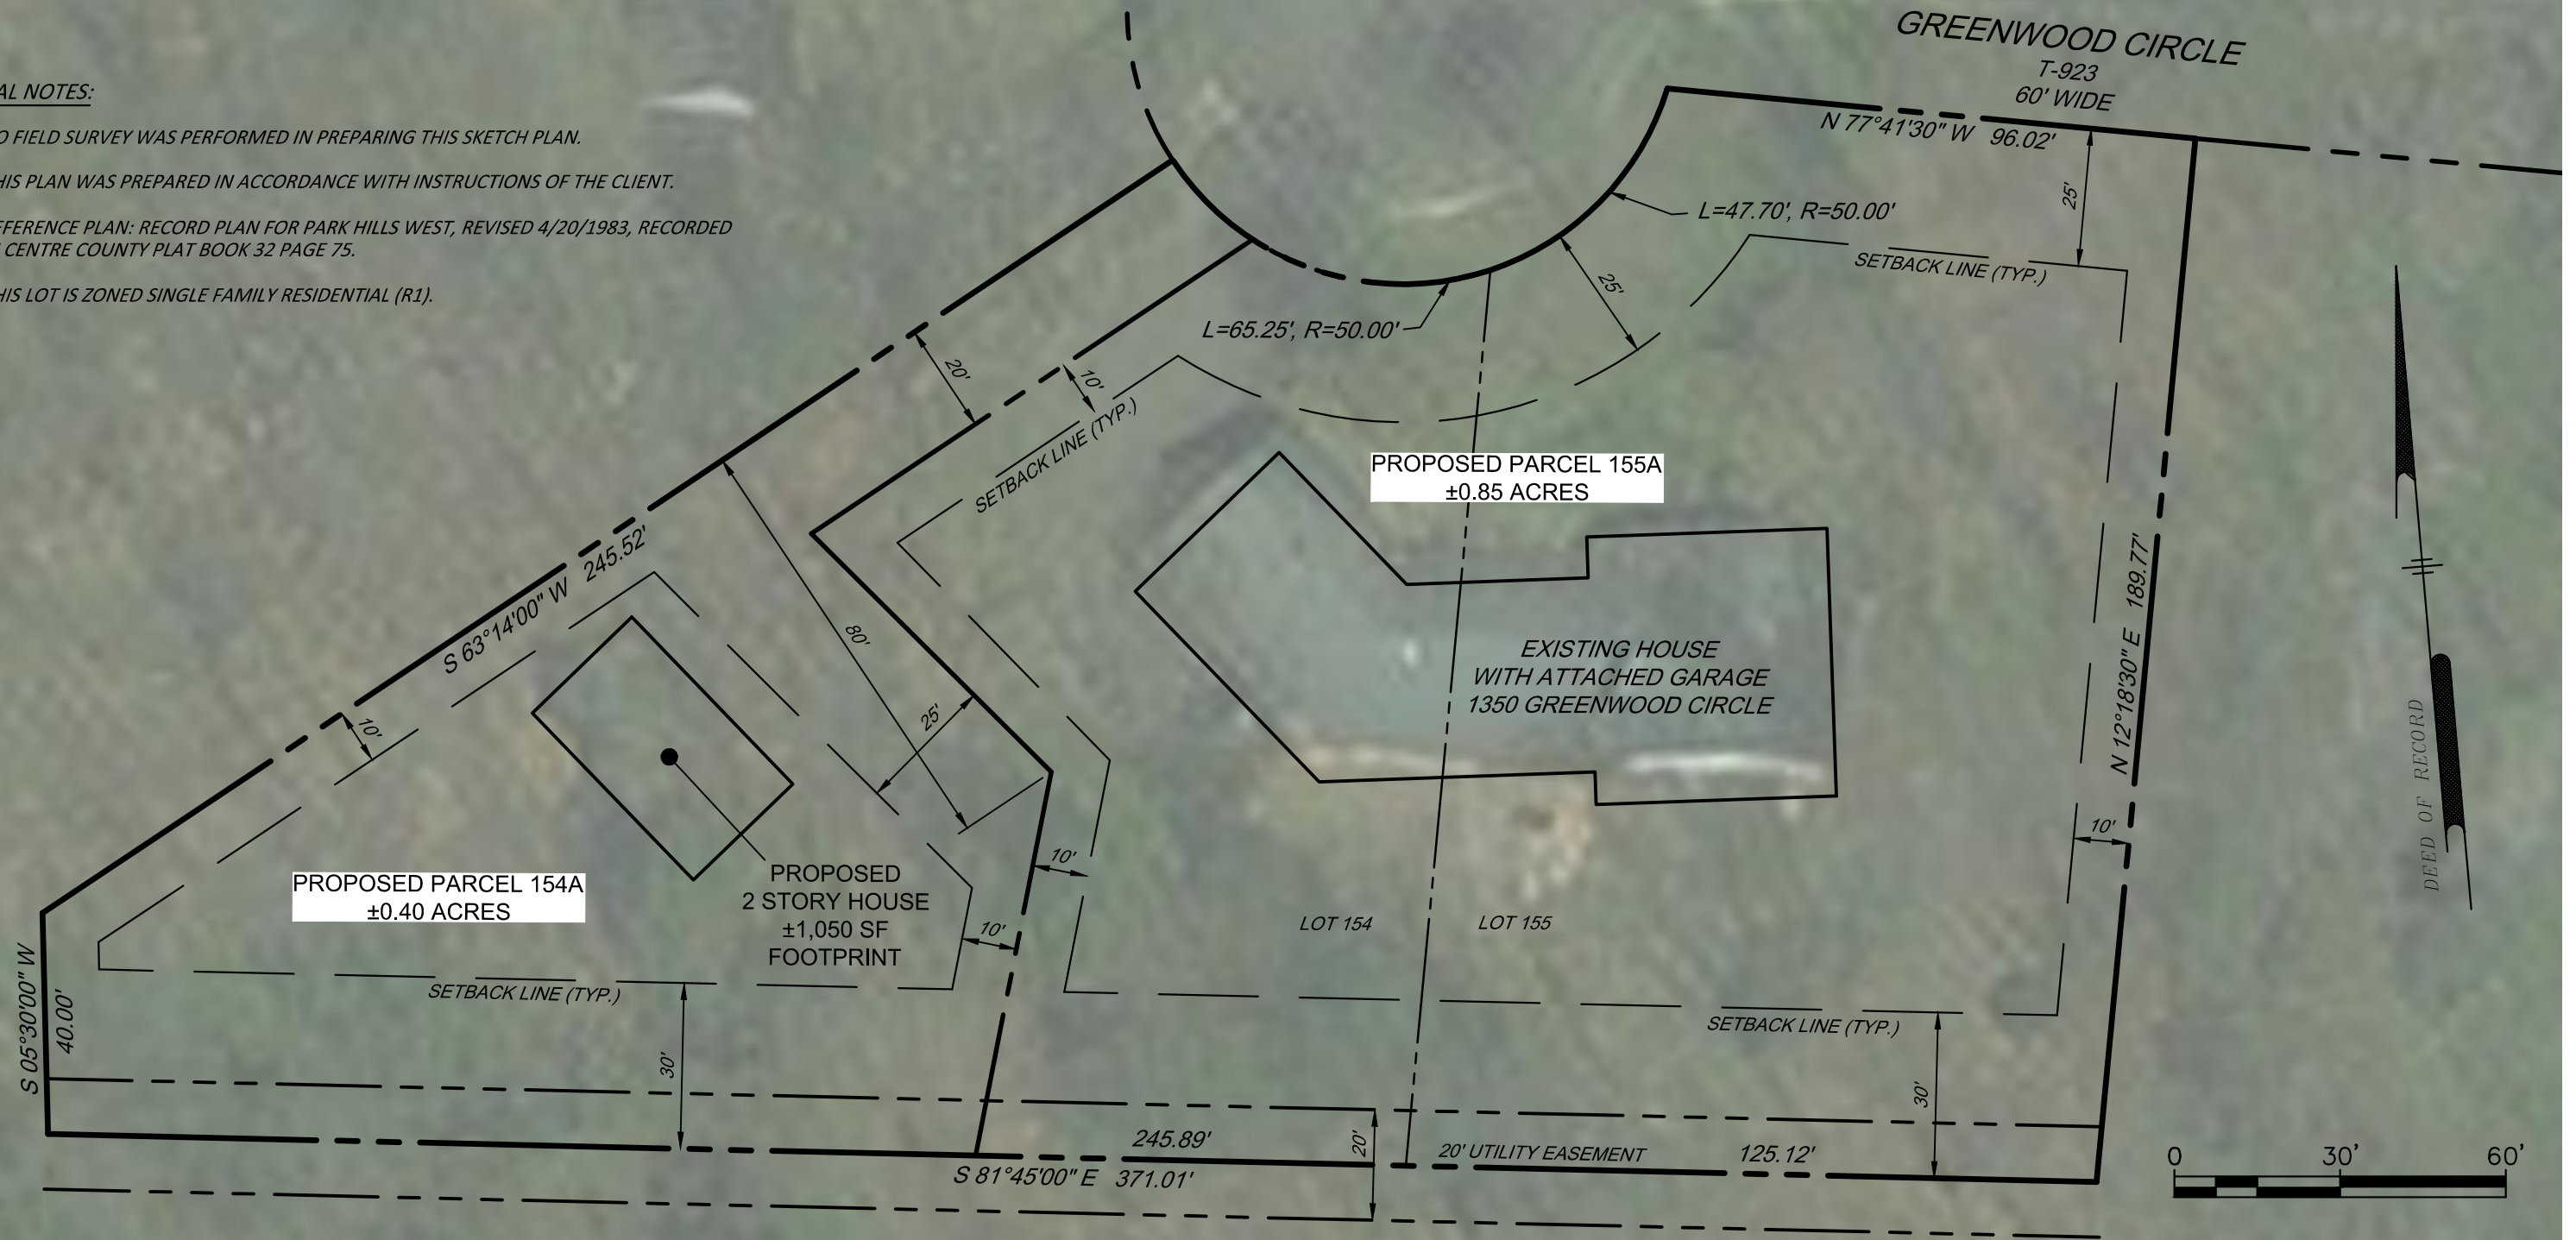 AL NOTES:
O FIELD SURVEY WAS PERFORMED IN PREPARING THIS SKETCH PLAN.
HIS PLAN WAS PREPARED IN ACCORDANCE WITH INSTRUCTIONS OF THE CLIENT.
EFERENCE PLAN: RECORD PLAN FOR PARK HILLS WEST, REVISED 4/20/1983, RECORDED
CENTRE COUNTY PLAT BOOK 32 PAGE 75.
HIS LOT IS ZONED SINGLE FAMILY RESIDENTIAL (R1).
GREENWOOD CIRCLE
T-923
60' WIDE
N 77°41'30" W 96.02'
25'
L=47.70', R=50.00'
SETBACK LINE (TYP.)
25'
L=65.25', R=50.00'
20'
10'
SETBACK LINE (TYP.)
PROPOSED PARCEL 155A
±0.85 ACRES
S 63°14'00" W 245.52'
80'
25'
10'
EXISTING HOUSE
WITH ATTACHED GARAGE
1350 GREENWOOD CIRCLE
N 12°18'30" E 189.77'
DEED OF RECORD
10'
10'
10'
PROPOSED PARCEL 154A
±0.40 ACRES
PROPOSED
2 STORY HOUSE
±1,050 SF
FOOTPRINT
LOT 154
LOT 155
SETBACK LINE (TYP.)
SETBACK LINE (TYP.)
S 05°30'00" W
40.00'
30'
30'
245.89'
20'
20' UTILITY EASEMENT
125.12'
S 81°45'00" E 371.01'
0 30' 60'